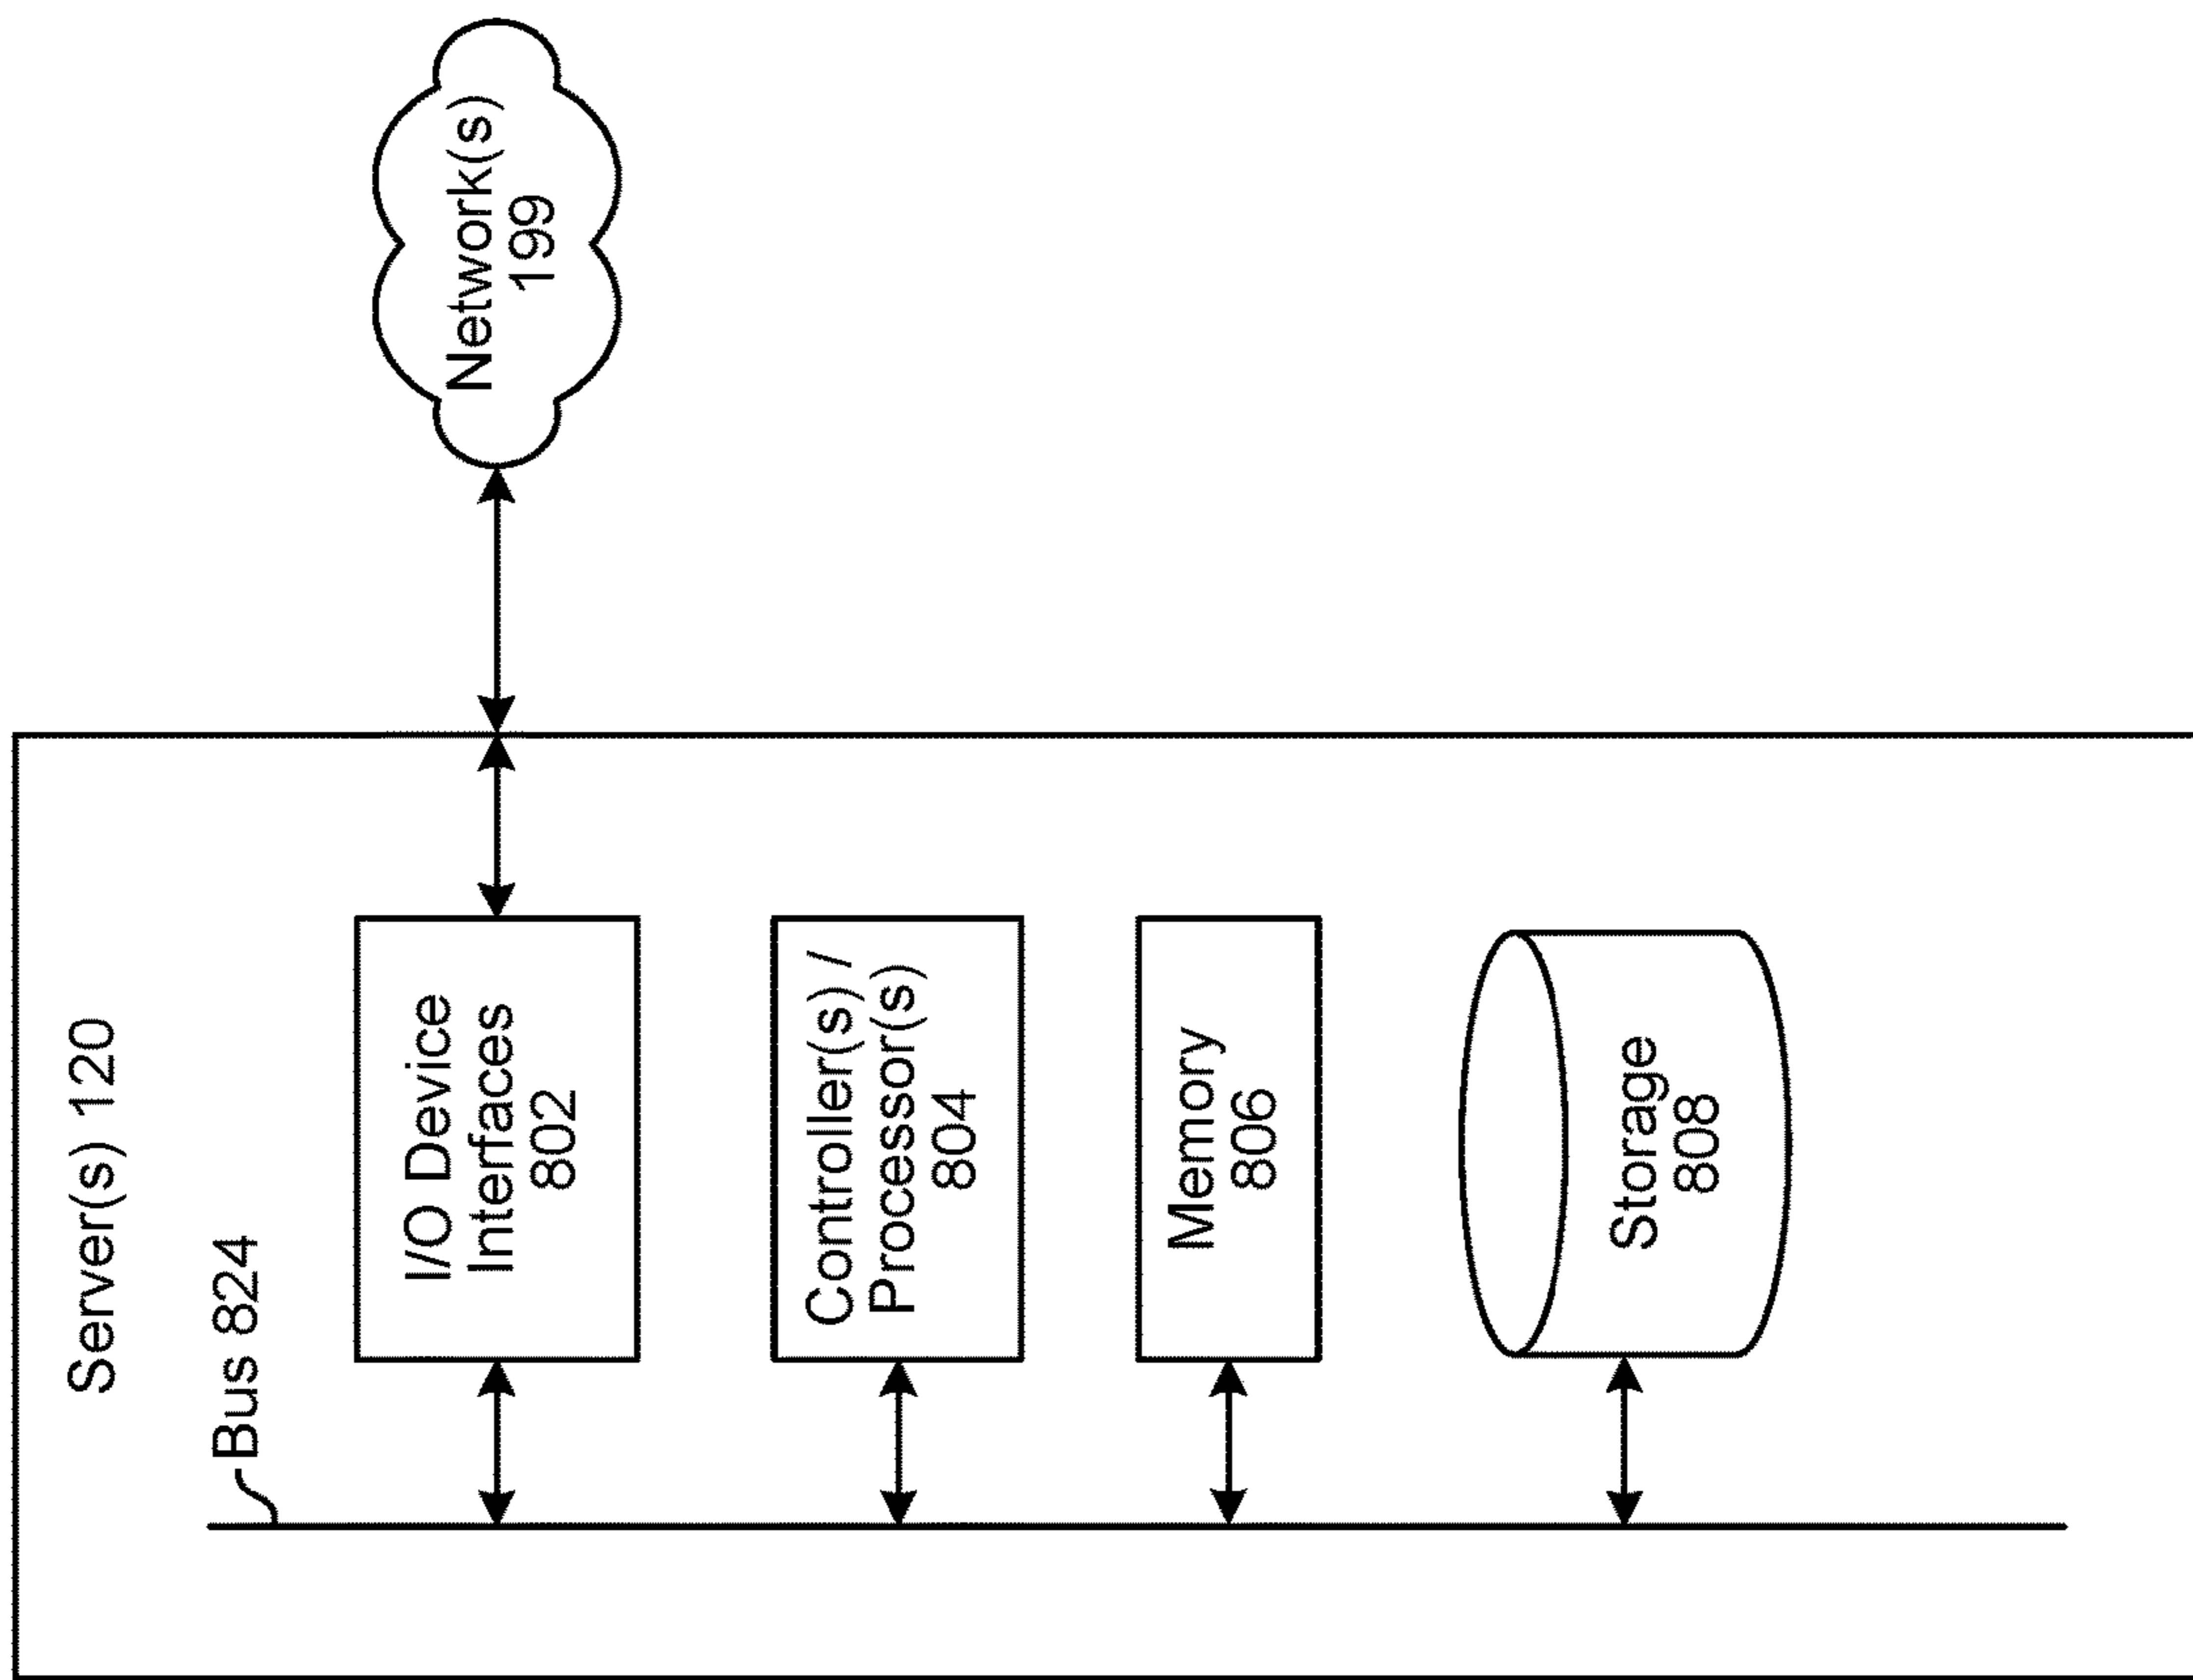 Server(s) 120
Bus 824
I/O Device
Interfaces
802
Network(s)
199
Controller(s) /
Processor(s)
804
Memory
806
Storage
808